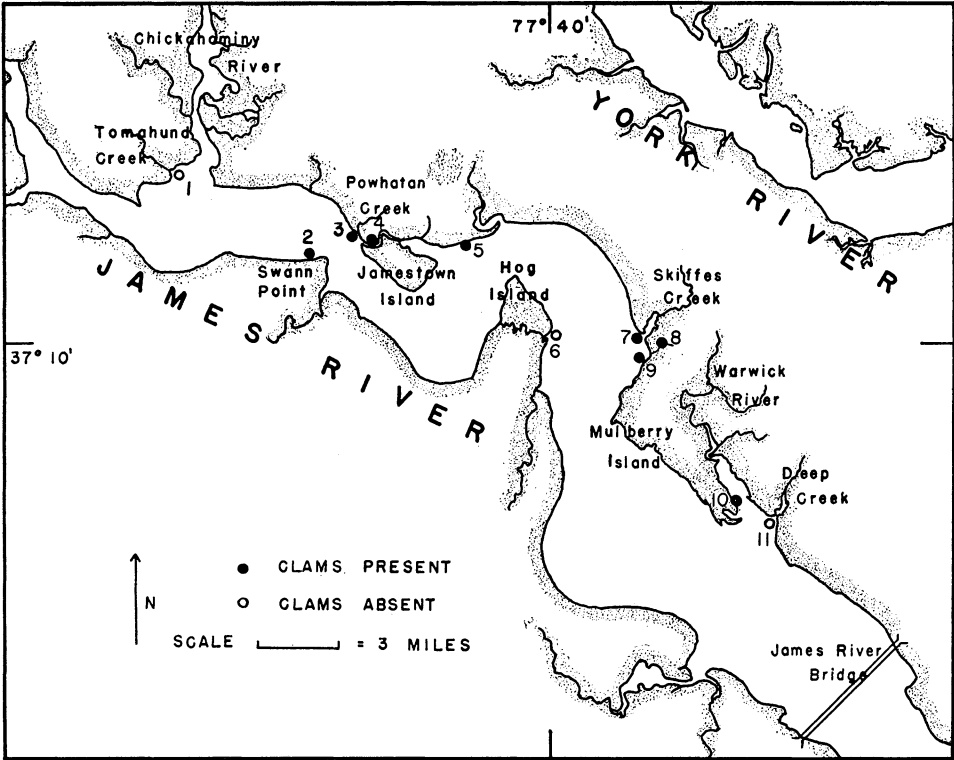 77° 40'
Chickahominy
River
YORK RIVER
Tomahund
Creek
1
Powhatan
Creek
3
4
2
5
Swann
Point
Jamestown
Island
Hog
Island
Skiffes
Creek
JAMES RIVER
6
7
8
9
37° 10'
Warwick
River
Mulberry
Island
Deep
Creek
10
11
CLAMS PRESENT
CLAMS ABSENT
N
SCALE = 3 MILES
James River
Bridge